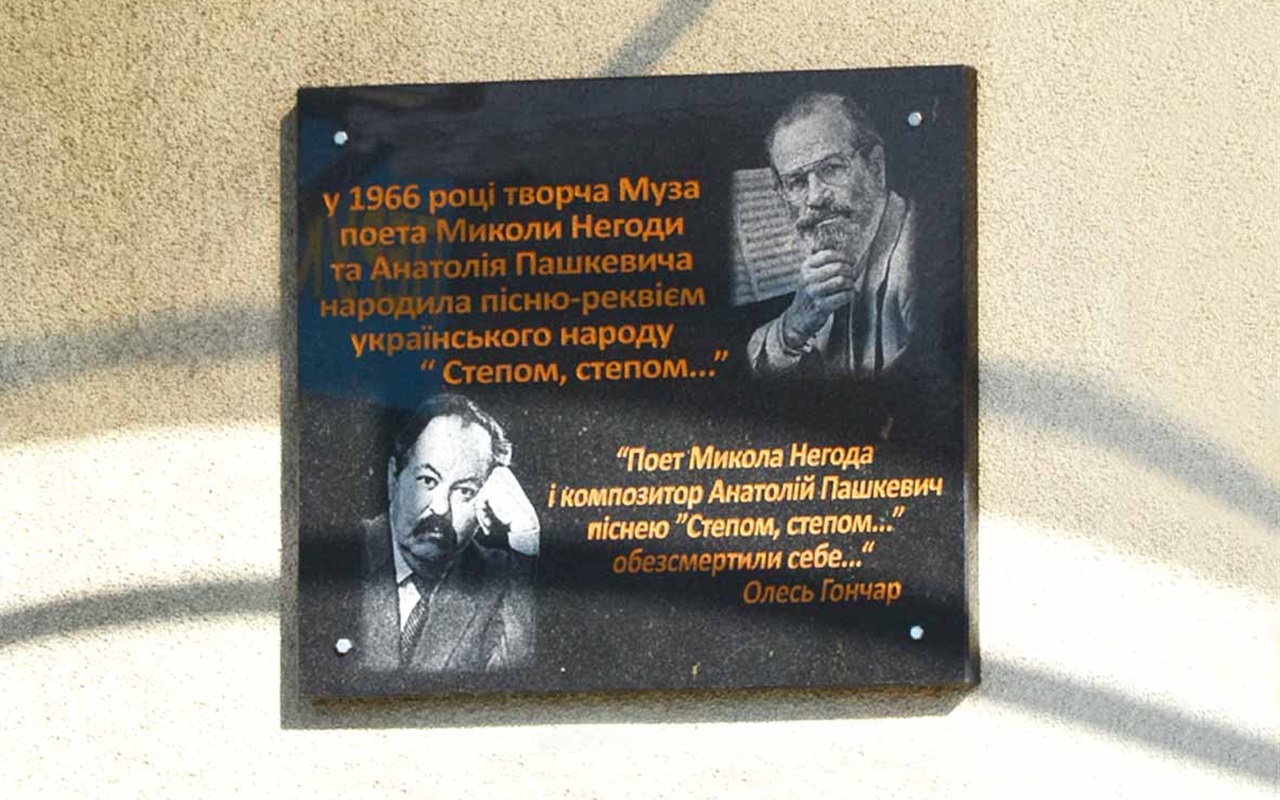 у 1966 році творча Муза
поета Миколи Негоди
та Анатолія Пашкевича
народила пісню-реквієм
українського народу
“ Степом, степом...”
“Поет Микола Негода
і композитор Анатолій Пашкевич
піснею ”Степом, степом...”
обезсмертили себе...“
Олесь Гончар